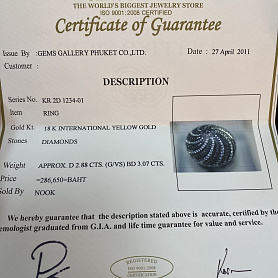 THE WORLD'S BIGGEST JEWELRY STORE
ISO 9001:2008 CERTIFIED
Certificate of Guarantee
Issue By : GEMS GALLERY PHUKET CO.,LTD. Date : 27 April 2011
Customer :
DESCRIPTION
Series No. KR 2D 1234-01
Item RING
Gold Kt. 18 K INTERNATIONAL YELLOW GOLD
Stones DIAMONDS
Weight APPROX. D 2.88 CTS. (G/VS) BD 3.07 CTS.
Price =286,650=BAHT
Sold By NOOK
We hereby guarantee that the description stated above is accurate, certified by the
emologist graduated from G.I.A. and life time guarantee for value and service.
REGISTERED